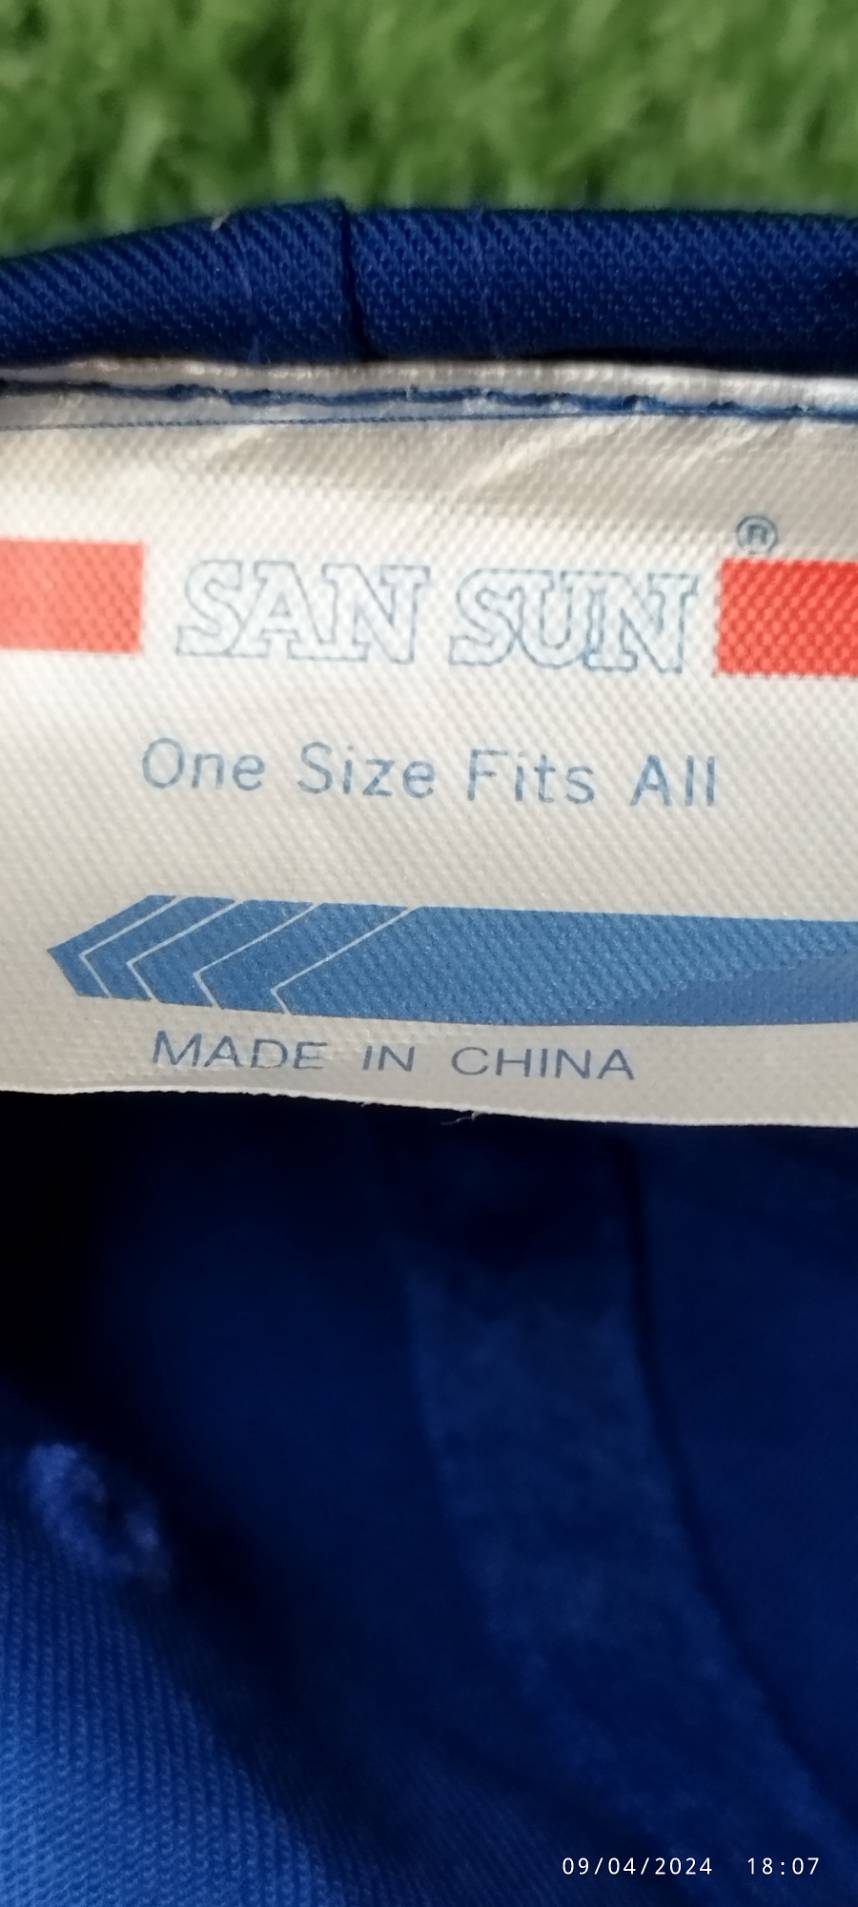 ®
SAN SUN
One Size Fits All
MADE IN CHINA
09/04/2024 18:07